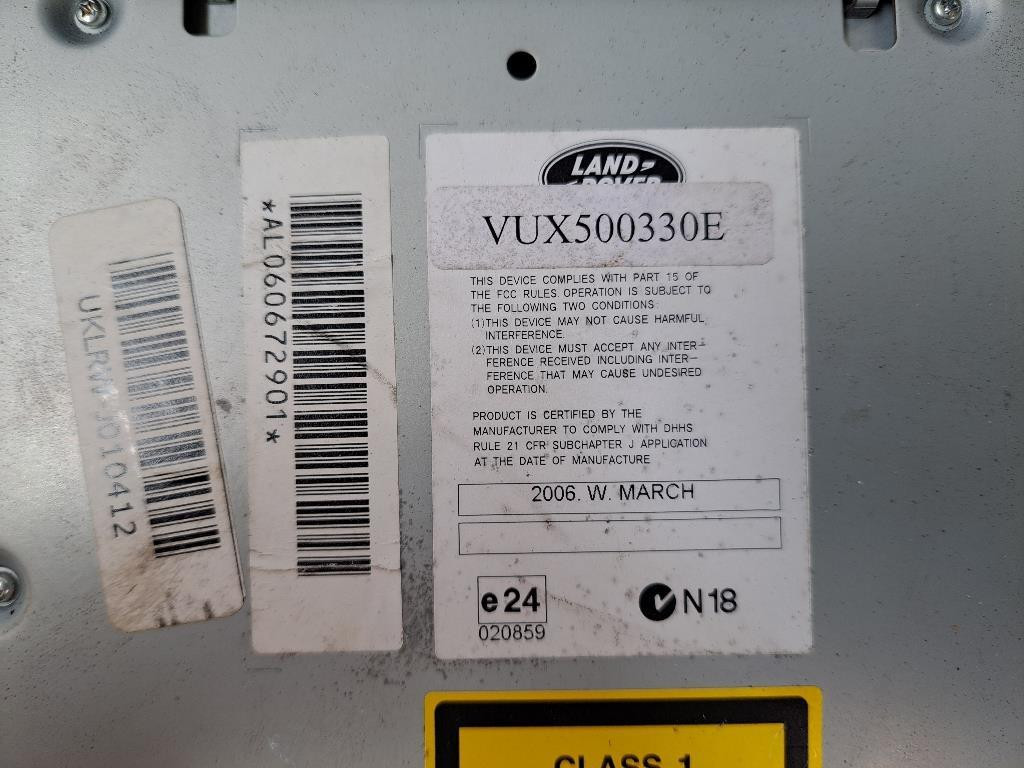 LAND-
ROVER
VUX500330E
THIS DEVICE COMPLIES WITH PART 15 OF
THE FCC RULES OPERATION IS SUBJECT TO
THE FOLLOWING TWO CONDITIONS:
(1)THIS DEVICE MAY NOT CAUSE HARMFUL
INTERFERENCE.
(2)THIS DEVICE MUST ACCEPT ANY INTER-
FERENCE RECEIVED INCLUDING INTER-
FERENCE THAT MAY CAUSE UNDESIRED
OPERATION.
PRODUCT IS CERTIFIED BY THE
MANUFACTURER TO COMPLY WITH DHHS
RULE 21 CFR SUBCHAPTER J APPLICATION
AT THE DATE OF MANUFACTURE
2006. W. MARCH
e24
020859
N18
*AL060672901*
CLASS 1